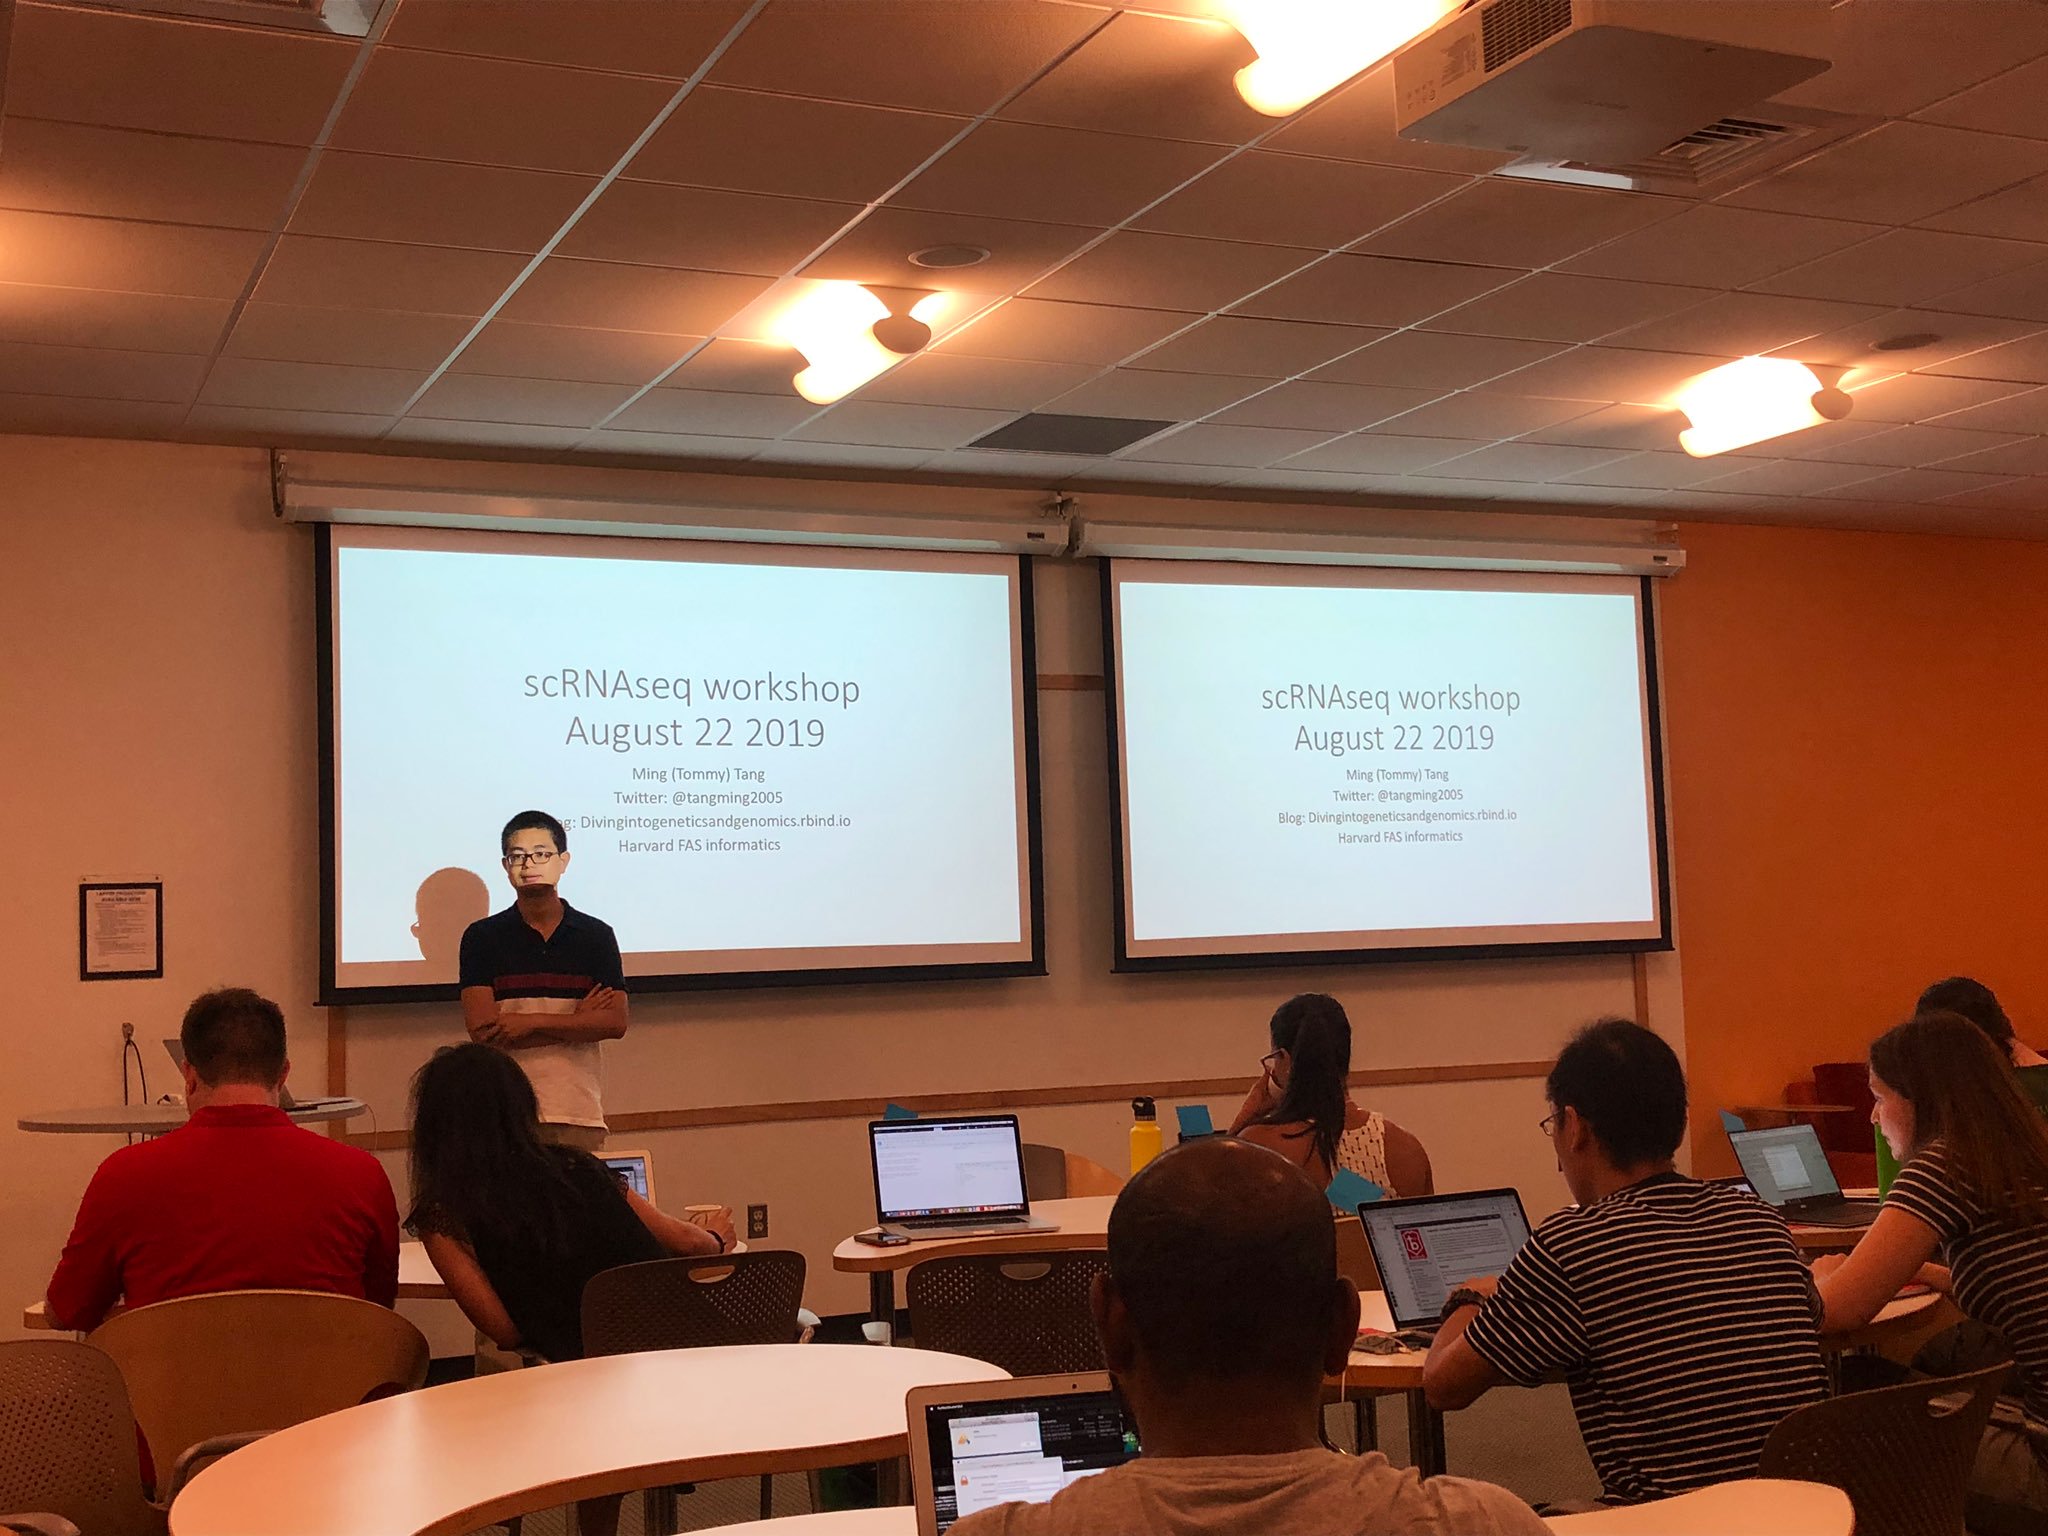 scRNAseq workshop
August 22 2019
Ming (Tommy) Tang
Twitter: @tangming2005
Divingintogeneticsandgenomics.rbind.io
Harvard FAS informatics
scRNAseq workshop
August 22 2019
Ming (Tommy) Tang
Twitter: @tangming2005
Blog: Divingintogeneticsandgenomics.rbind.io
Harvard FAS informatics